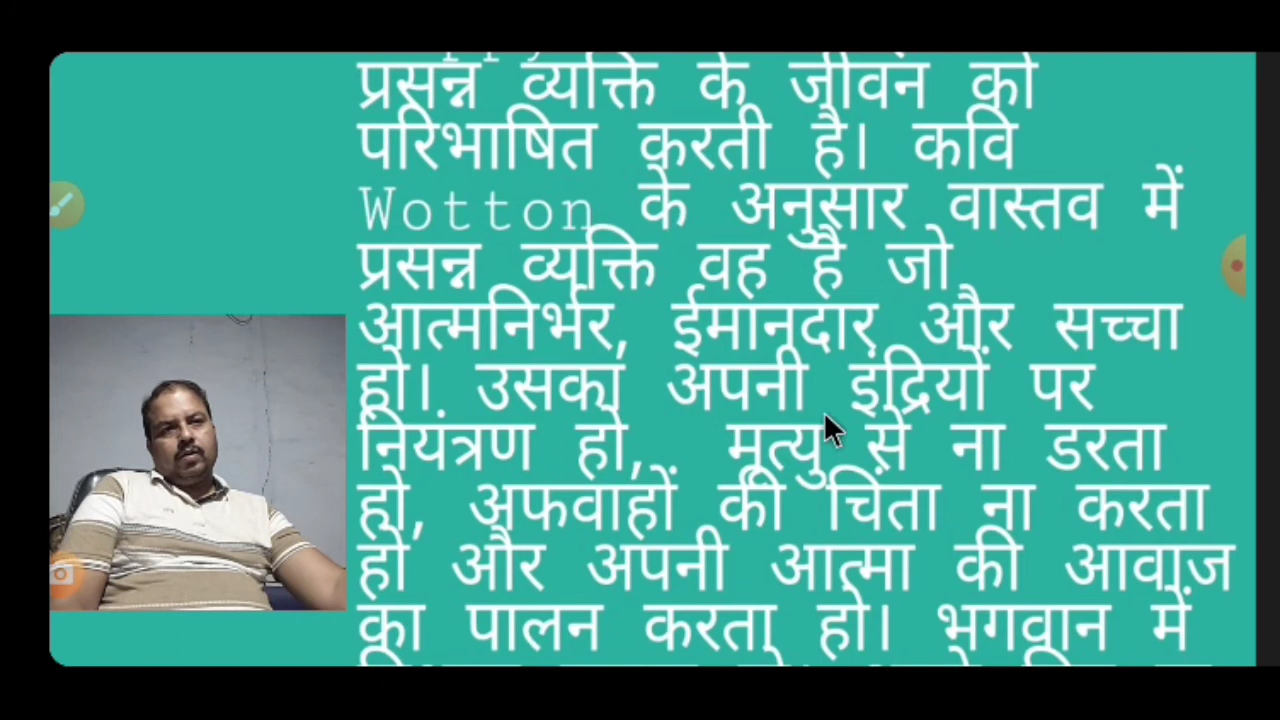 प्रसन्न व्यक्ति के जीवन को
परिभाषित करती है। कवि
Wotton के अनुसार वास्तव में
प्रसन्न व्यक्ति वह है जो
आत्मनिर्भर, ईमानदार और सच्चा
हो। उसका अपनी इंद्रियों पर
नियंत्रण हो, मृत्यु से ना डरता
हो, अफवाहों की चिंता ना करता
हो और अपनी आत्मा की आवाज
का पालन करता हो। भगवान में